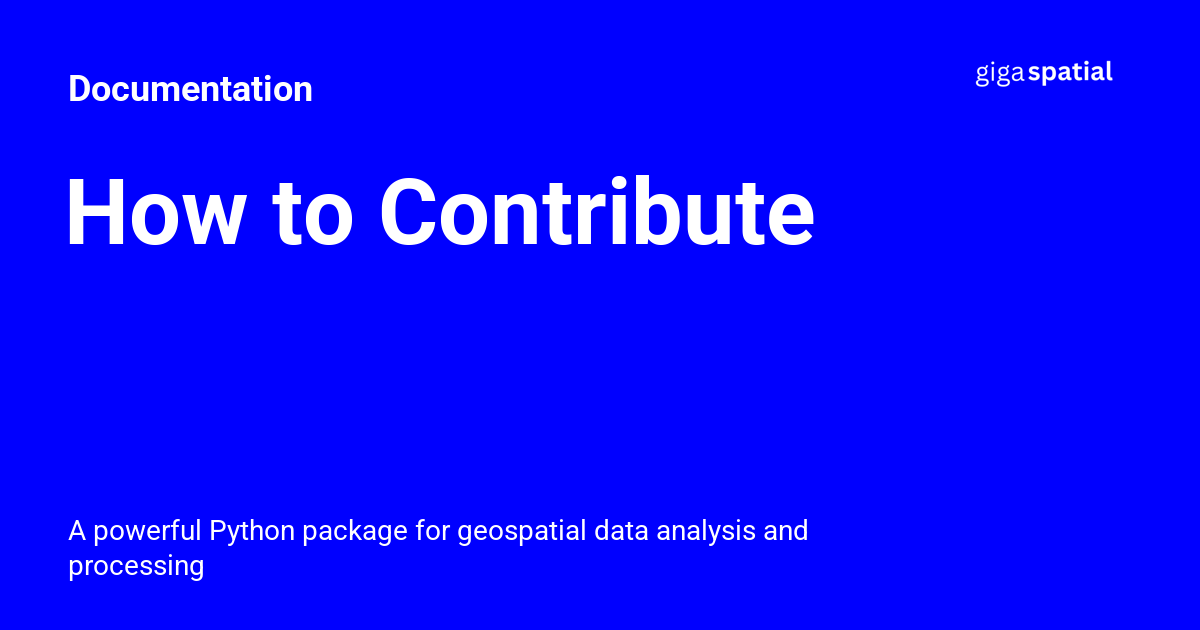 Documentation
gigaspatial
How to Contribute
A powerful Python package for geospatial data analysis and
processing